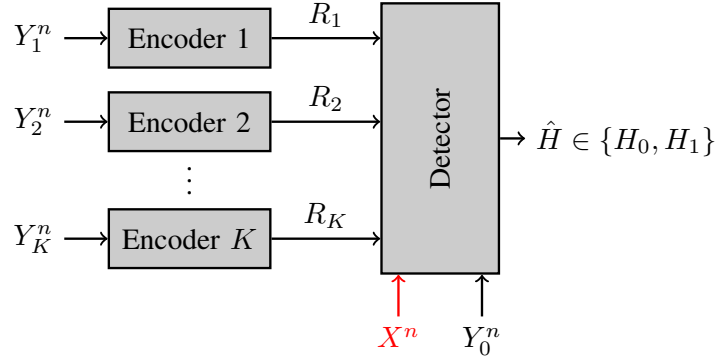 Y_1^n Encoder 1 R_1
Y_2^n Encoder 2 R_2
⋮
Y_K^n Encoder K R_K
Detector
Ĥ ∈ {H_0, H_1}
X^n Y_0^n